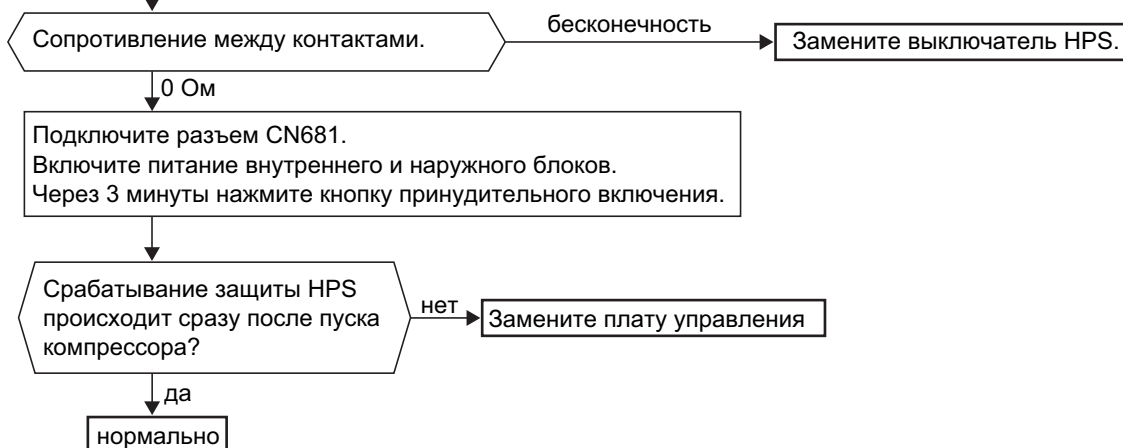 Сопротивление между контактами.
бесконечность
Замените выключатель HPS.
0 Ом
Подключите разъем CN681.
Включите питание внутреннего и наружного блоков.
Через 3 минуты нажмите кнопку принудительного включения.
Срабатывание защиты HPS
происходит сразу после пуска
компрессора?
нет
Замените плату управления
да
нормально